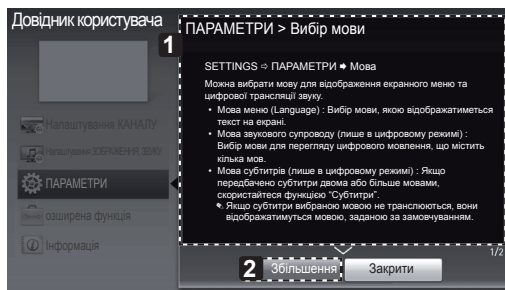 Довідник користувача
Налаштування КАНАЛУ
Налаштування ЗОБРАЖЕННЯ, ЗВУКУ
ПАРАМЕТРИ
озширена функція
Інформація
1
ПАРАМЕТРИ > Вибір мови
SETTINGS ⇨ ПАРАМЕТРИ ➡ Мова
Можна вибрати мову для відображення екранного меню та
цифрової трансляції звуку.
• Мова меню (Language) : Вибір мови, якою відображатиметься
текст на екрані.
• Мова звукового супроводу (лише в цифровому режимі) :
Вибір мови для перегляду цифрового мовлення, що містить
кілька мов.
• Мова субтитрів (лише в цифровому режимі) : Якщо
передбачено субтитри двома або більше мовами,
скористайтеся функцією “Субтитри”.
Якщо субтитри вибраною мовою не транслюються, вони
відображатимуться мовою, заданою за замовчуванням.
1/2
2 Збільшення
Закрити